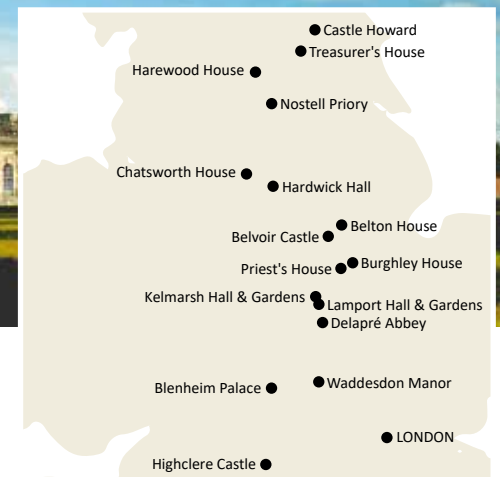 Castle Howard
Treasurer's House
Harewood House
Nostell Priory
Chatsworth House
Hardwick Hall
Belton House
Belvoir Castle
Burghley House
Priest's House
Kelmarsh Hall & Gardens
Lamport Hall & Gardens
Delapré Abbey
Waddesdon Manor
Blenheim Palace
LONDON
Highclere Castle